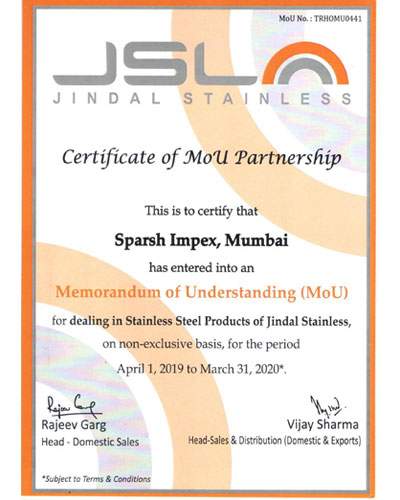 MoU No. : TRHOMU0441
JSL
JINDAL STAINLESS
Certificate of MoU Partnership
This is to certify that
Sparsh Impex, Mumbai
has entered into an
Memorandum of Understanding (MoU)
for dealing in Stainless Steel Products of Jindal Stainless,
on non-exclusive basis, for the period
April 1, 2019 to March 31, 2020*.
Rajeev Garg
Vijay Sharma
Head - Domestic Sales
Head-Sales & Distribution (Domestic & Exports)
*Subject to Terms & Conditions